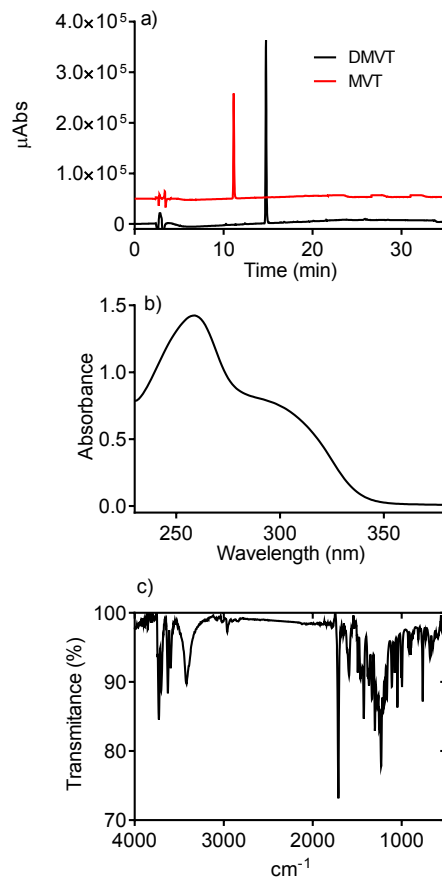 a)
4.0×10⁵
3.0×10⁵
2.0×10⁵
1.0×10⁵
0
μAbs
DMVT
MVT
0 10 20 30
Time (min)
b)
1.5
1.0
0.5
0.0
Absorbance
250 300 350
Wavelength (nm)
c)
100
90
80
70
Transmitance (%)
4000 3000 2000 1000
cm⁻¹